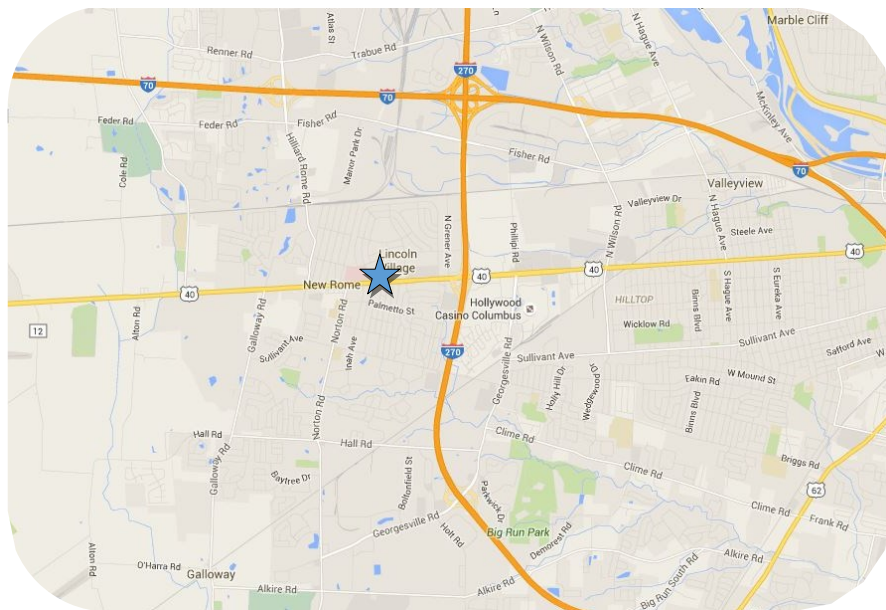 Marble Cliff
Atlas St
Trabue Rd
Renner Rd
N Wilson Rd
N Hague Ave
270
70
70
McKinley Ave
Feder Rd
Feder Rd
Fisher Rd
Hilliard Rome Rd
Manor Park Dr
Fisher Rd
Cole Rd
70
Valleyview
Valleyview Dr
N Hague Ave
N Grener Ave
Phillipi Rd
N Wilson Rd
Steele Ave
Lincoln
Village
40
40
40
New Rome
40
Palmetto St
Hollywood
Casino Columbus
HILLTOP
Binns Blvd
S Hague Ave
S Eureka Ave
12
Alton Rd
Galloway Rd
Norton Rd
Wicklow Rd
Sullivant Ave
Inah Ave
Sullivant Ave
270
Sullivant Ave
Safford Ave
W
Georgesville Rd
Holly Hill Dr
Wedgewood Dr
Eakin Rd
W Mound St
Binns Blvd
Norton Rd
Hall Rd
Hall Rd
Clime Rd
Galloway Rd
Baytree Dr
Boltonfield St
Clime Rd
Briggs Rd
62
Parkwick Dr
Clime Rd
Frank Rd
Georgesville Rd
Holt Rd
Big Run Park
Demorest Rd
Alton Rd
O'Harra Rd
Galloway
Alkire Rd
Alkire Rd
Alkire Rd
Big Run South Rd